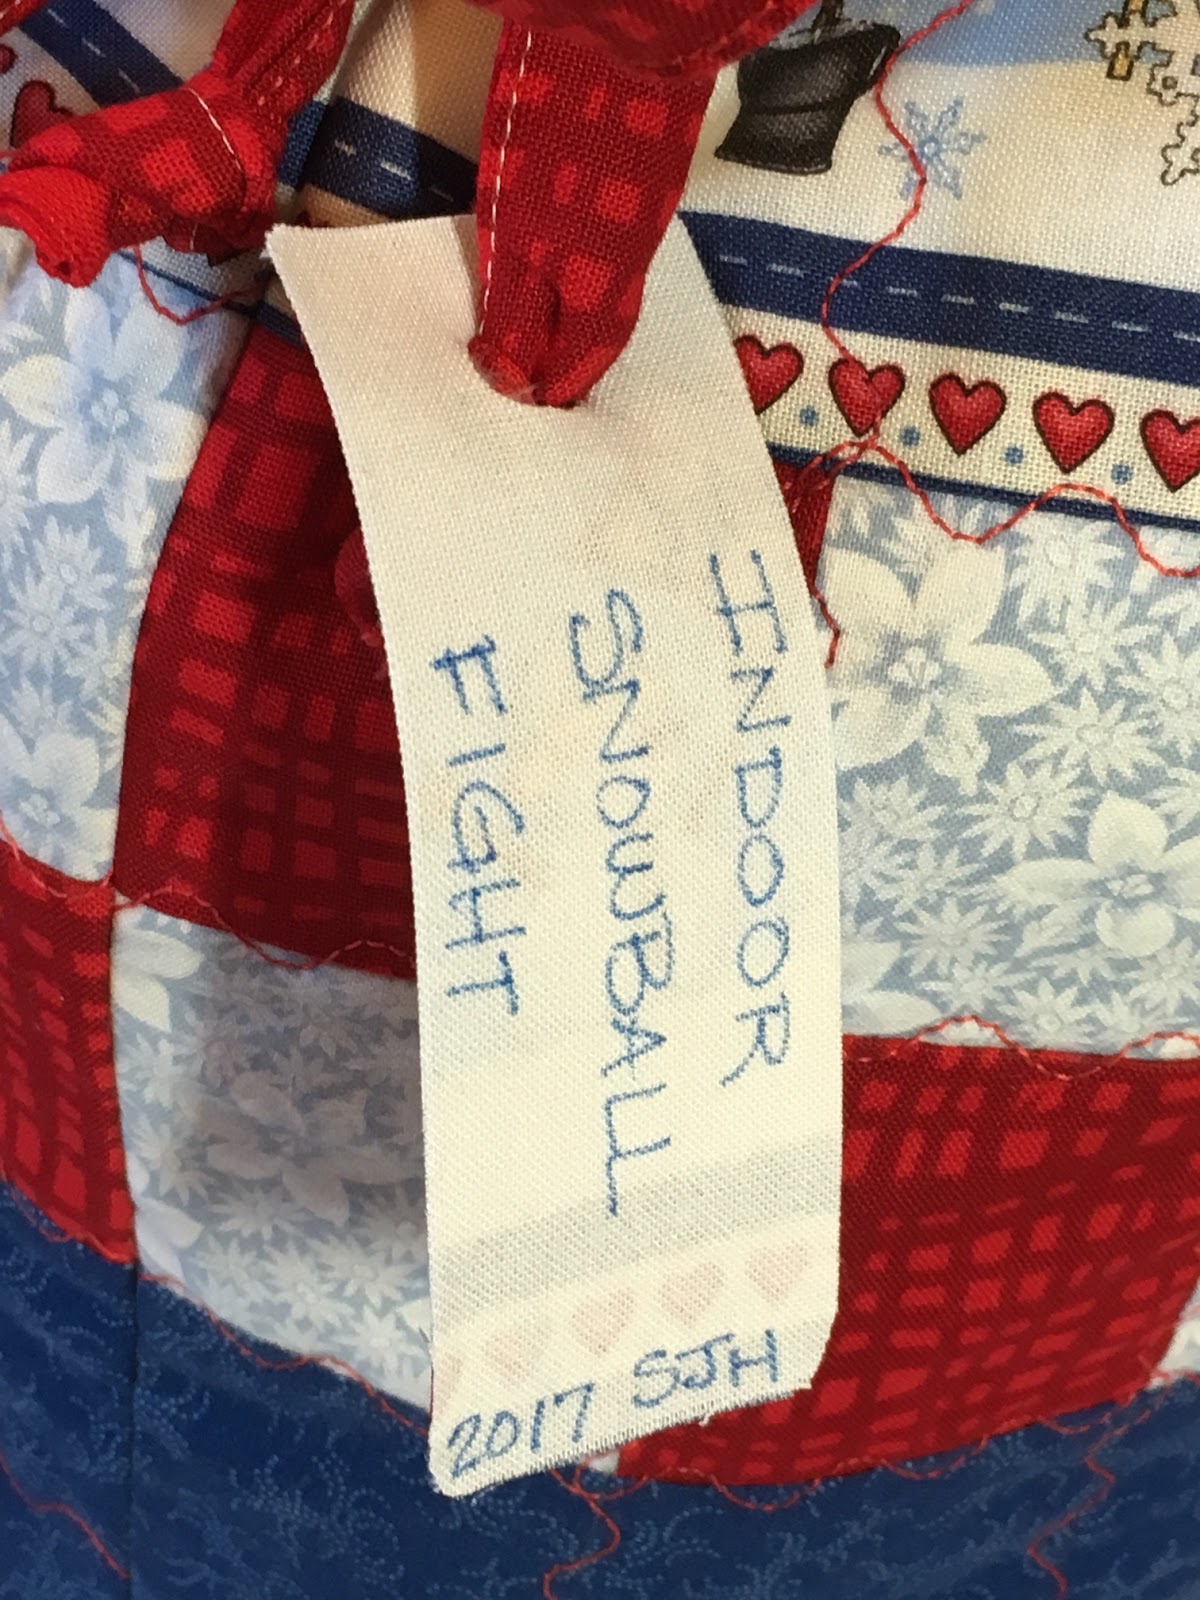 INDOOR
SNOWBALL
FIGHT
2017 SJH